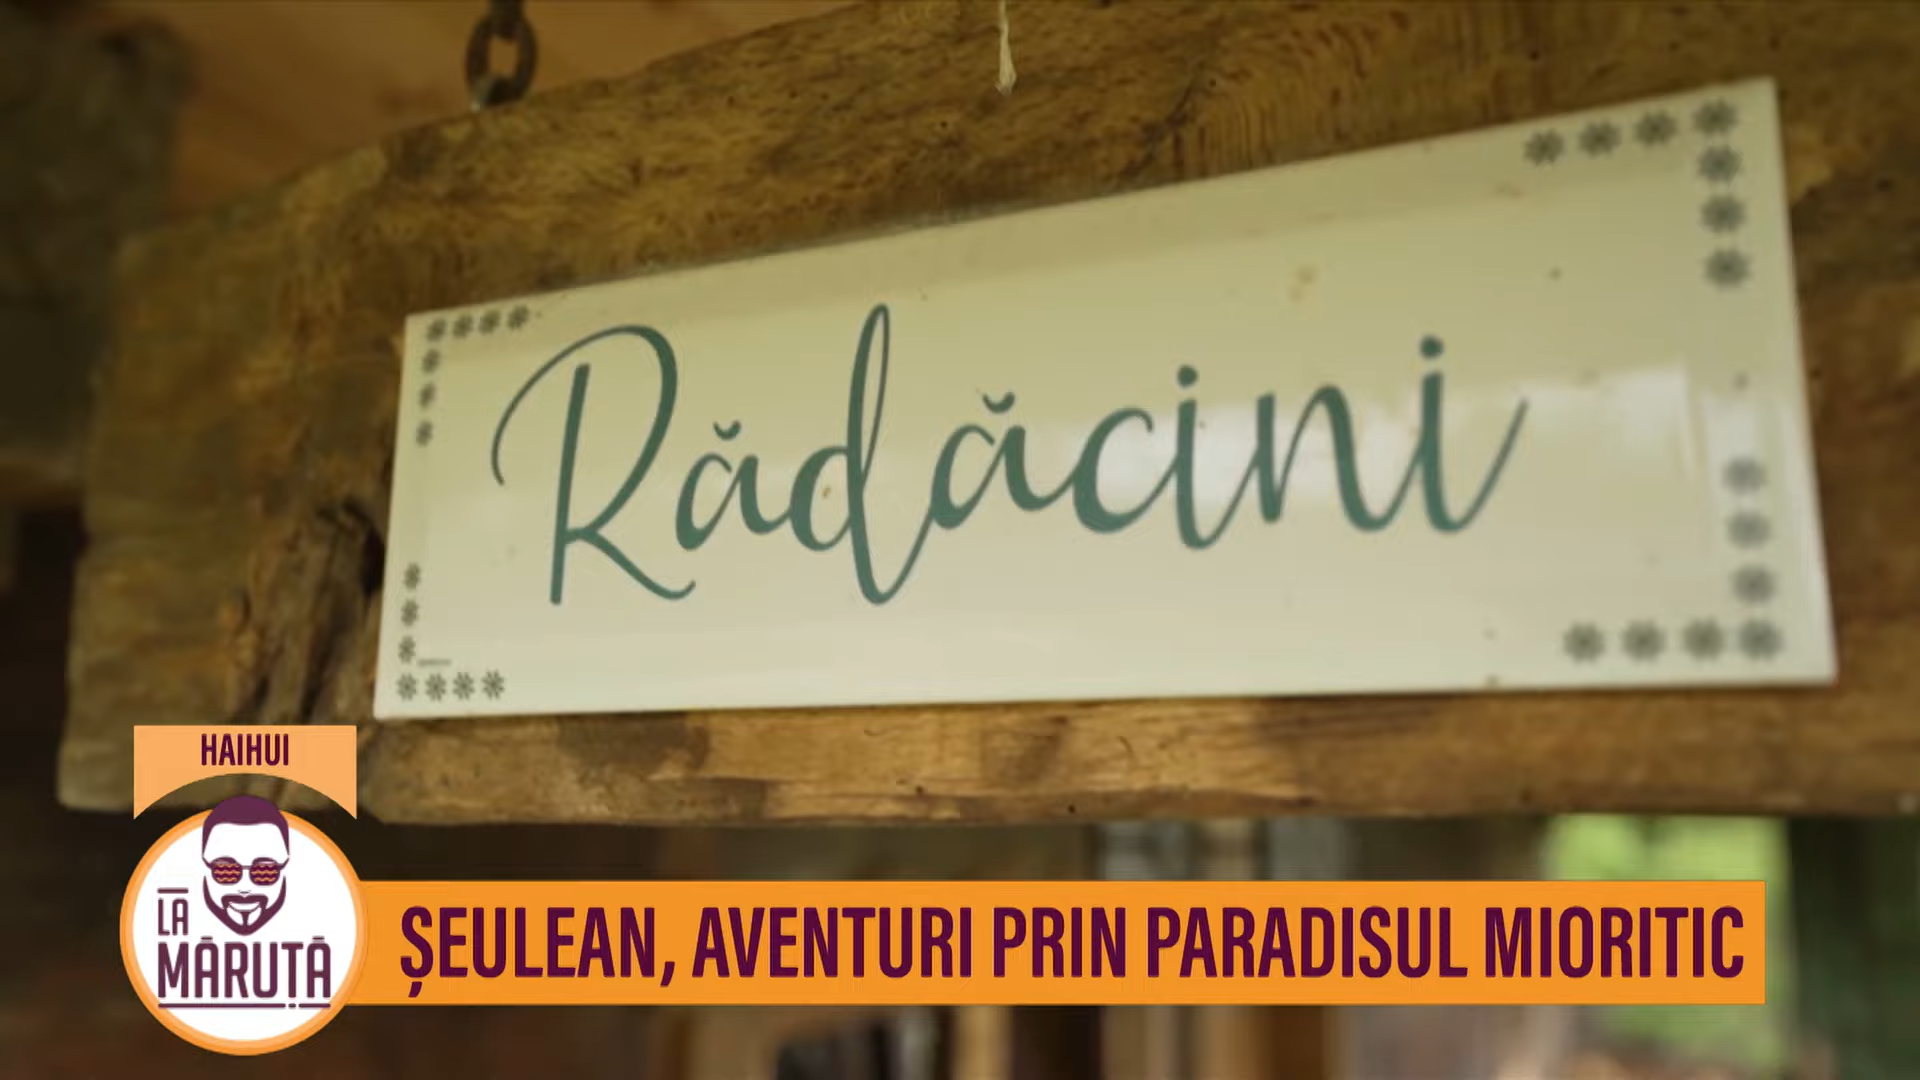 Rădăcini
HAIHUI
LA
MĂRUȚĂ
ȘEULEAN, AVENTURI PRIN PARADISUL MIORITIC